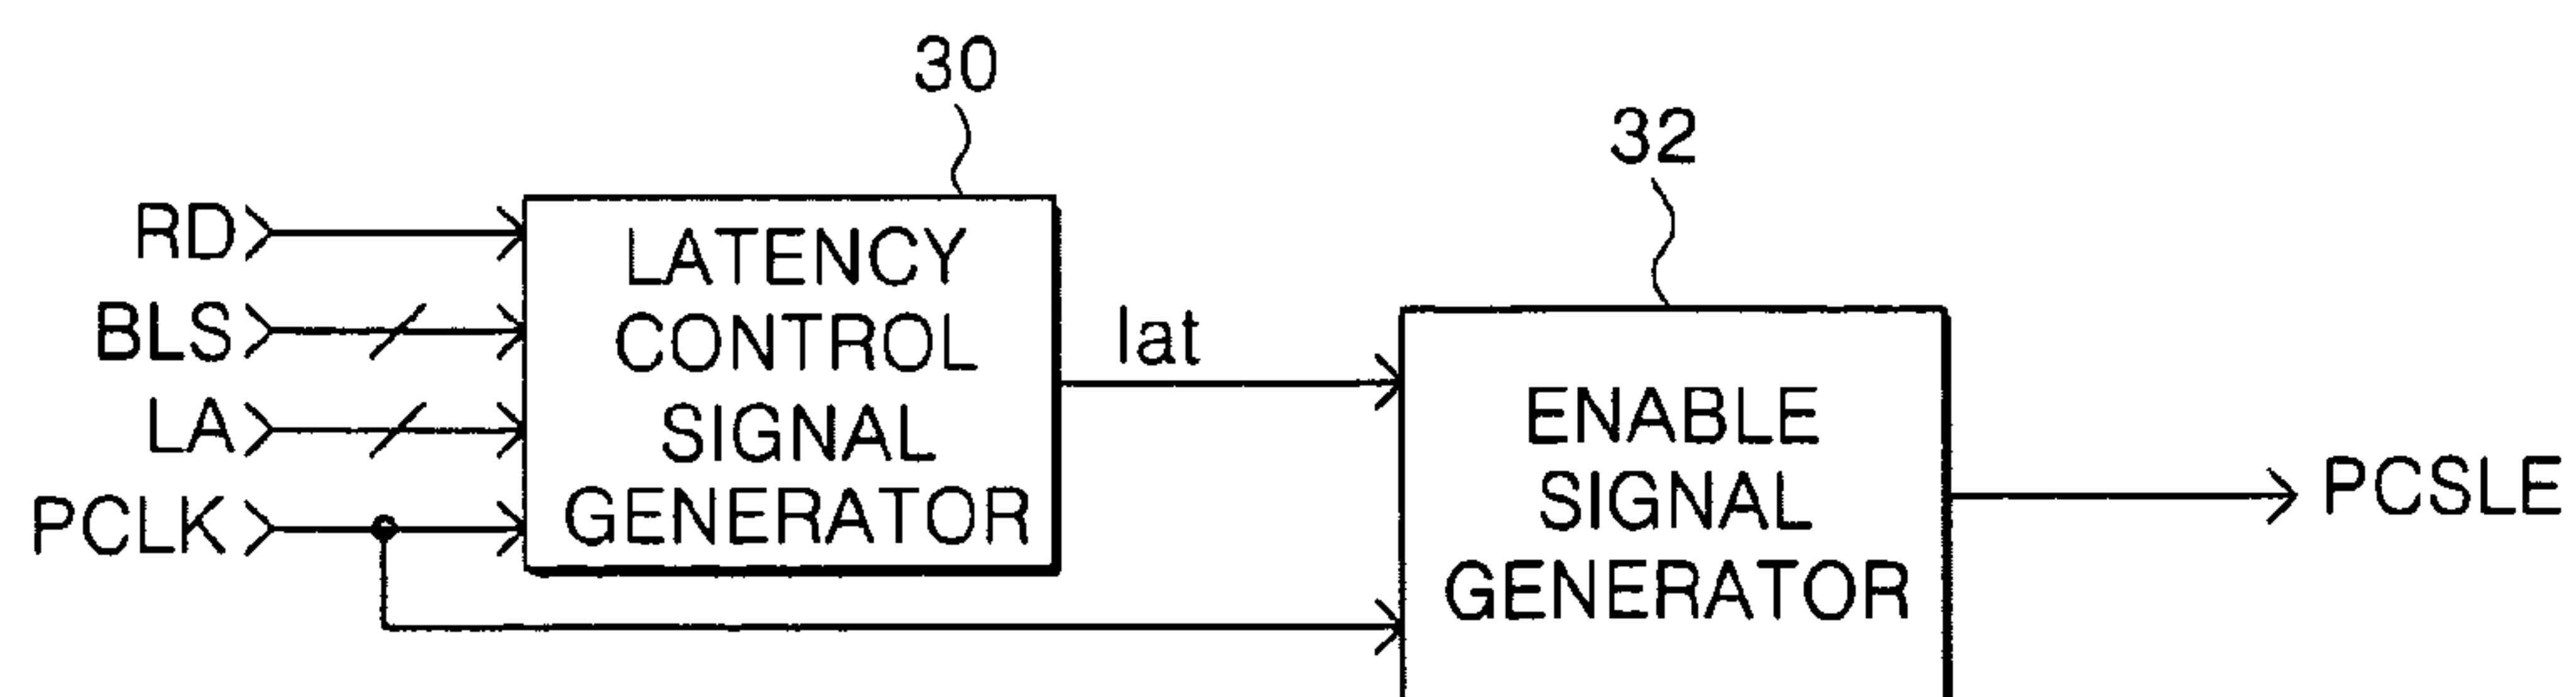 30
32
RD
BLS
LA
PCLK
LATENCY
CONTROL
SIGNAL
GENERATOR
lat
ENABLE
SIGNAL
GENERATOR
PCSLE